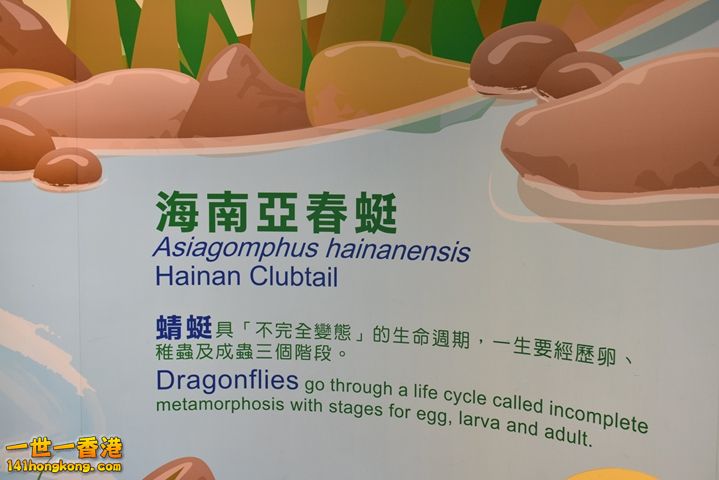 海南亞春蜓
Asiagomphus hainanensis
Hainan Clubtail
蜻蜓具「不完全變態」的生命週期，一生要經歷卵、
稚蟲及成蟲三個階段。
Dragonflies go through a life cycle called incomplete
metamorphosis with stages for egg, larva and adult.
一世一香港
141hongkong.com